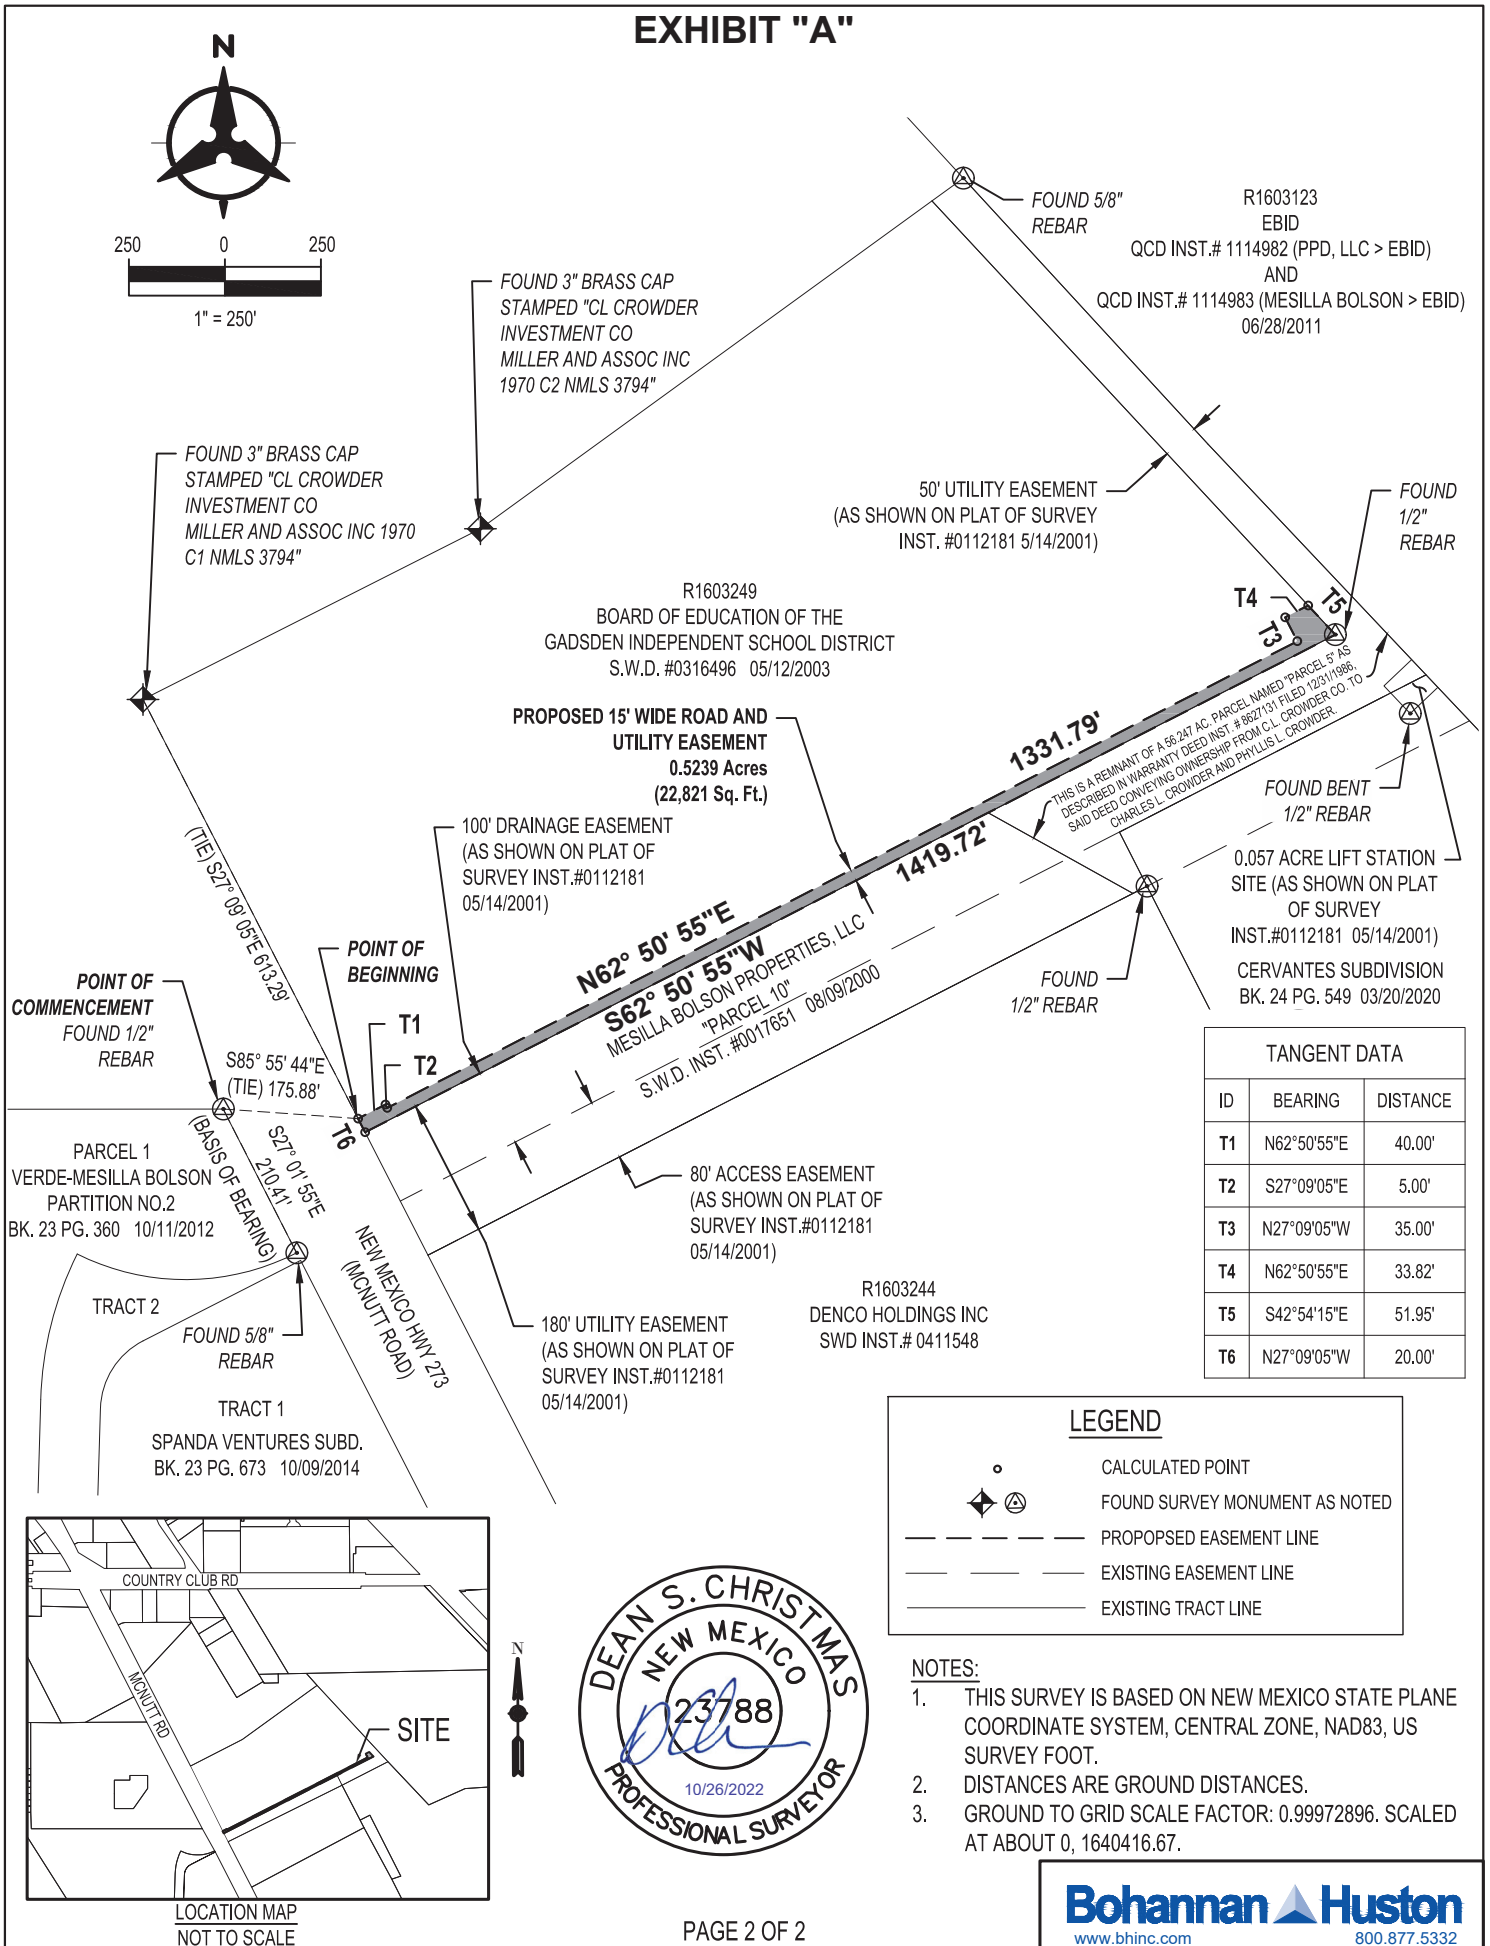 EXHIBIT "A"
N
250 0 250
1" = 250'
FOUND 5/8"
REBAR
R1603123
EBID
QCD INST.# 1114982 (PPD, LLC > EBID)
AND
QCD INST.# 1114983 (MESILLA BOLSON > EBID)
06/28/2011
FOUND 3" BRASS CAP
STAMPED "CL CROWDER
INVESTMENT CO
MILLER AND ASSOC INC
1970 C2 NMLS 3794"
FOUND 3" BRASS CAP
STAMPED "CL CROWDER
INVESTMENT CO
MILLER AND ASSOC INC 1970
C1 NMLS 3794"
50' UTILITY EASEMENT
(AS SHOWN ON PLAT OF SURVEY
INST. #0112181 5/14/2001)
FOUND
1/2"
REBAR
R1603249
BOARD OF EDUCATION OF THE
GADSDEN INDEPENDENT SCHOOL DISTRICT
S.W.D. #0316496 05/12/2003
T4
T5
T3
PROPOSED 15' WIDE ROAD AND
UTILITY EASEMENT
0.5239 Acres
(22,821 Sq. Ft.)
1331.79'
THIS IS A REMNANT OF A 56.247 AC. PARCEL NAMED "PARCEL 5" AS
DESCRIBED IN WARRANTY DEED INST. # 8627131 FILED 12/31/1986,
SAID DEED CONVEYING OWNERSHIP FROM C.L. CROWDER CO. TO
CHARLES L. CROWDER AND PHYLLIS L. CROWDER.
FOUND BENT
1/2" REBAR
100' DRAINAGE EASEMENT
(AS SHOWN ON PLAT OF
SURVEY INST.#0112181
05/14/2001)
1419.72'
0.057 ACRE LIFT STATION
SITE (AS SHOWN ON PLAT
OF SURVEY
INST.#0112181 05/14/2001)
(TIE) S27° 09' 05"E 613.29'
POINT OF
BEGINNING
N62° 50' 55"E
S62° 50' 55"W
MESILLA BOLSON PROPERTIES, LLC
"PARCEL 10"
S.W.D. INST. #0017651 08/09/2000
FOUND
1/2" REBAR
CERVANTES SUBDIVISION
BK. 24 PG. 549 03/20/2020
POINT OF
COMMENCEMENT
FOUND 1/2"
REBAR
T1
T2
S85° 55' 44"E
(TIE) 175.88'
T6
TANGENT DATA
ID BEARING DISTANCE
T1 N62°50'55"E 40.00'
T2 S27°09'05"E 5.00'
T3 N27°09'05"W 35.00'
T4 N62°50'55"E 33.82'
T5 S42°54'15"E 51.95'
T6 N27°09'05"W 20.00'
PARCEL 1
VERDE-MESILLA BOLSON
PARTITION NO.2
BK. 23 PG. 360 10/11/2012
S27° 01' 55"E
210.41'
(BASIS OF BEARING)
80' ACCESS EASEMENT
(AS SHOWN ON PLAT OF
SURVEY INST.#0112181
05/14/2001)
NEW MEXICO HWY 273
(MCNUTT ROAD)
R1603244
DENCO HOLDINGS INC
SWD INST.# 0411548
TRACT 2
FOUND 5/8"
REBAR
180' UTILITY EASEMENT
(AS SHOWN ON PLAT OF
SURVEY INST.#0112181
05/14/2001)
TRACT 1
SPANDA VENTURES SUBD.
BK. 23 PG. 673 10/09/2014
LEGEND
CALCULATED POINT
FOUND SURVEY MONUMENT AS NOTED
PROPOPSED EASEMENT LINE
EXISTING EASEMENT LINE
EXISTING TRACT LINE
COUNTRY CLUB RD
MCNUTT RD
SITE
N
LOCATION MAP
NOT TO SCALE
DEAN S. CHRISTMAS
NEW MEXICO
23788
10/26/2022
PROFESSIONAL SURVEYOR
NOTES:
1. THIS SURVEY IS BASED ON NEW MEXICO STATE PLANE
COORDINATE SYSTEM, CENTRAL ZONE, NAD83, US
SURVEY FOOT.
2. DISTANCES ARE GROUND DISTANCES.
3. GROUND TO GRID SCALE FACTOR: 0.99972896. SCALED
AT ABOUT 0, 1640416.67.
PAGE 2 OF 2
Bohannan Huston
www.bhinc.com 800.877.5332